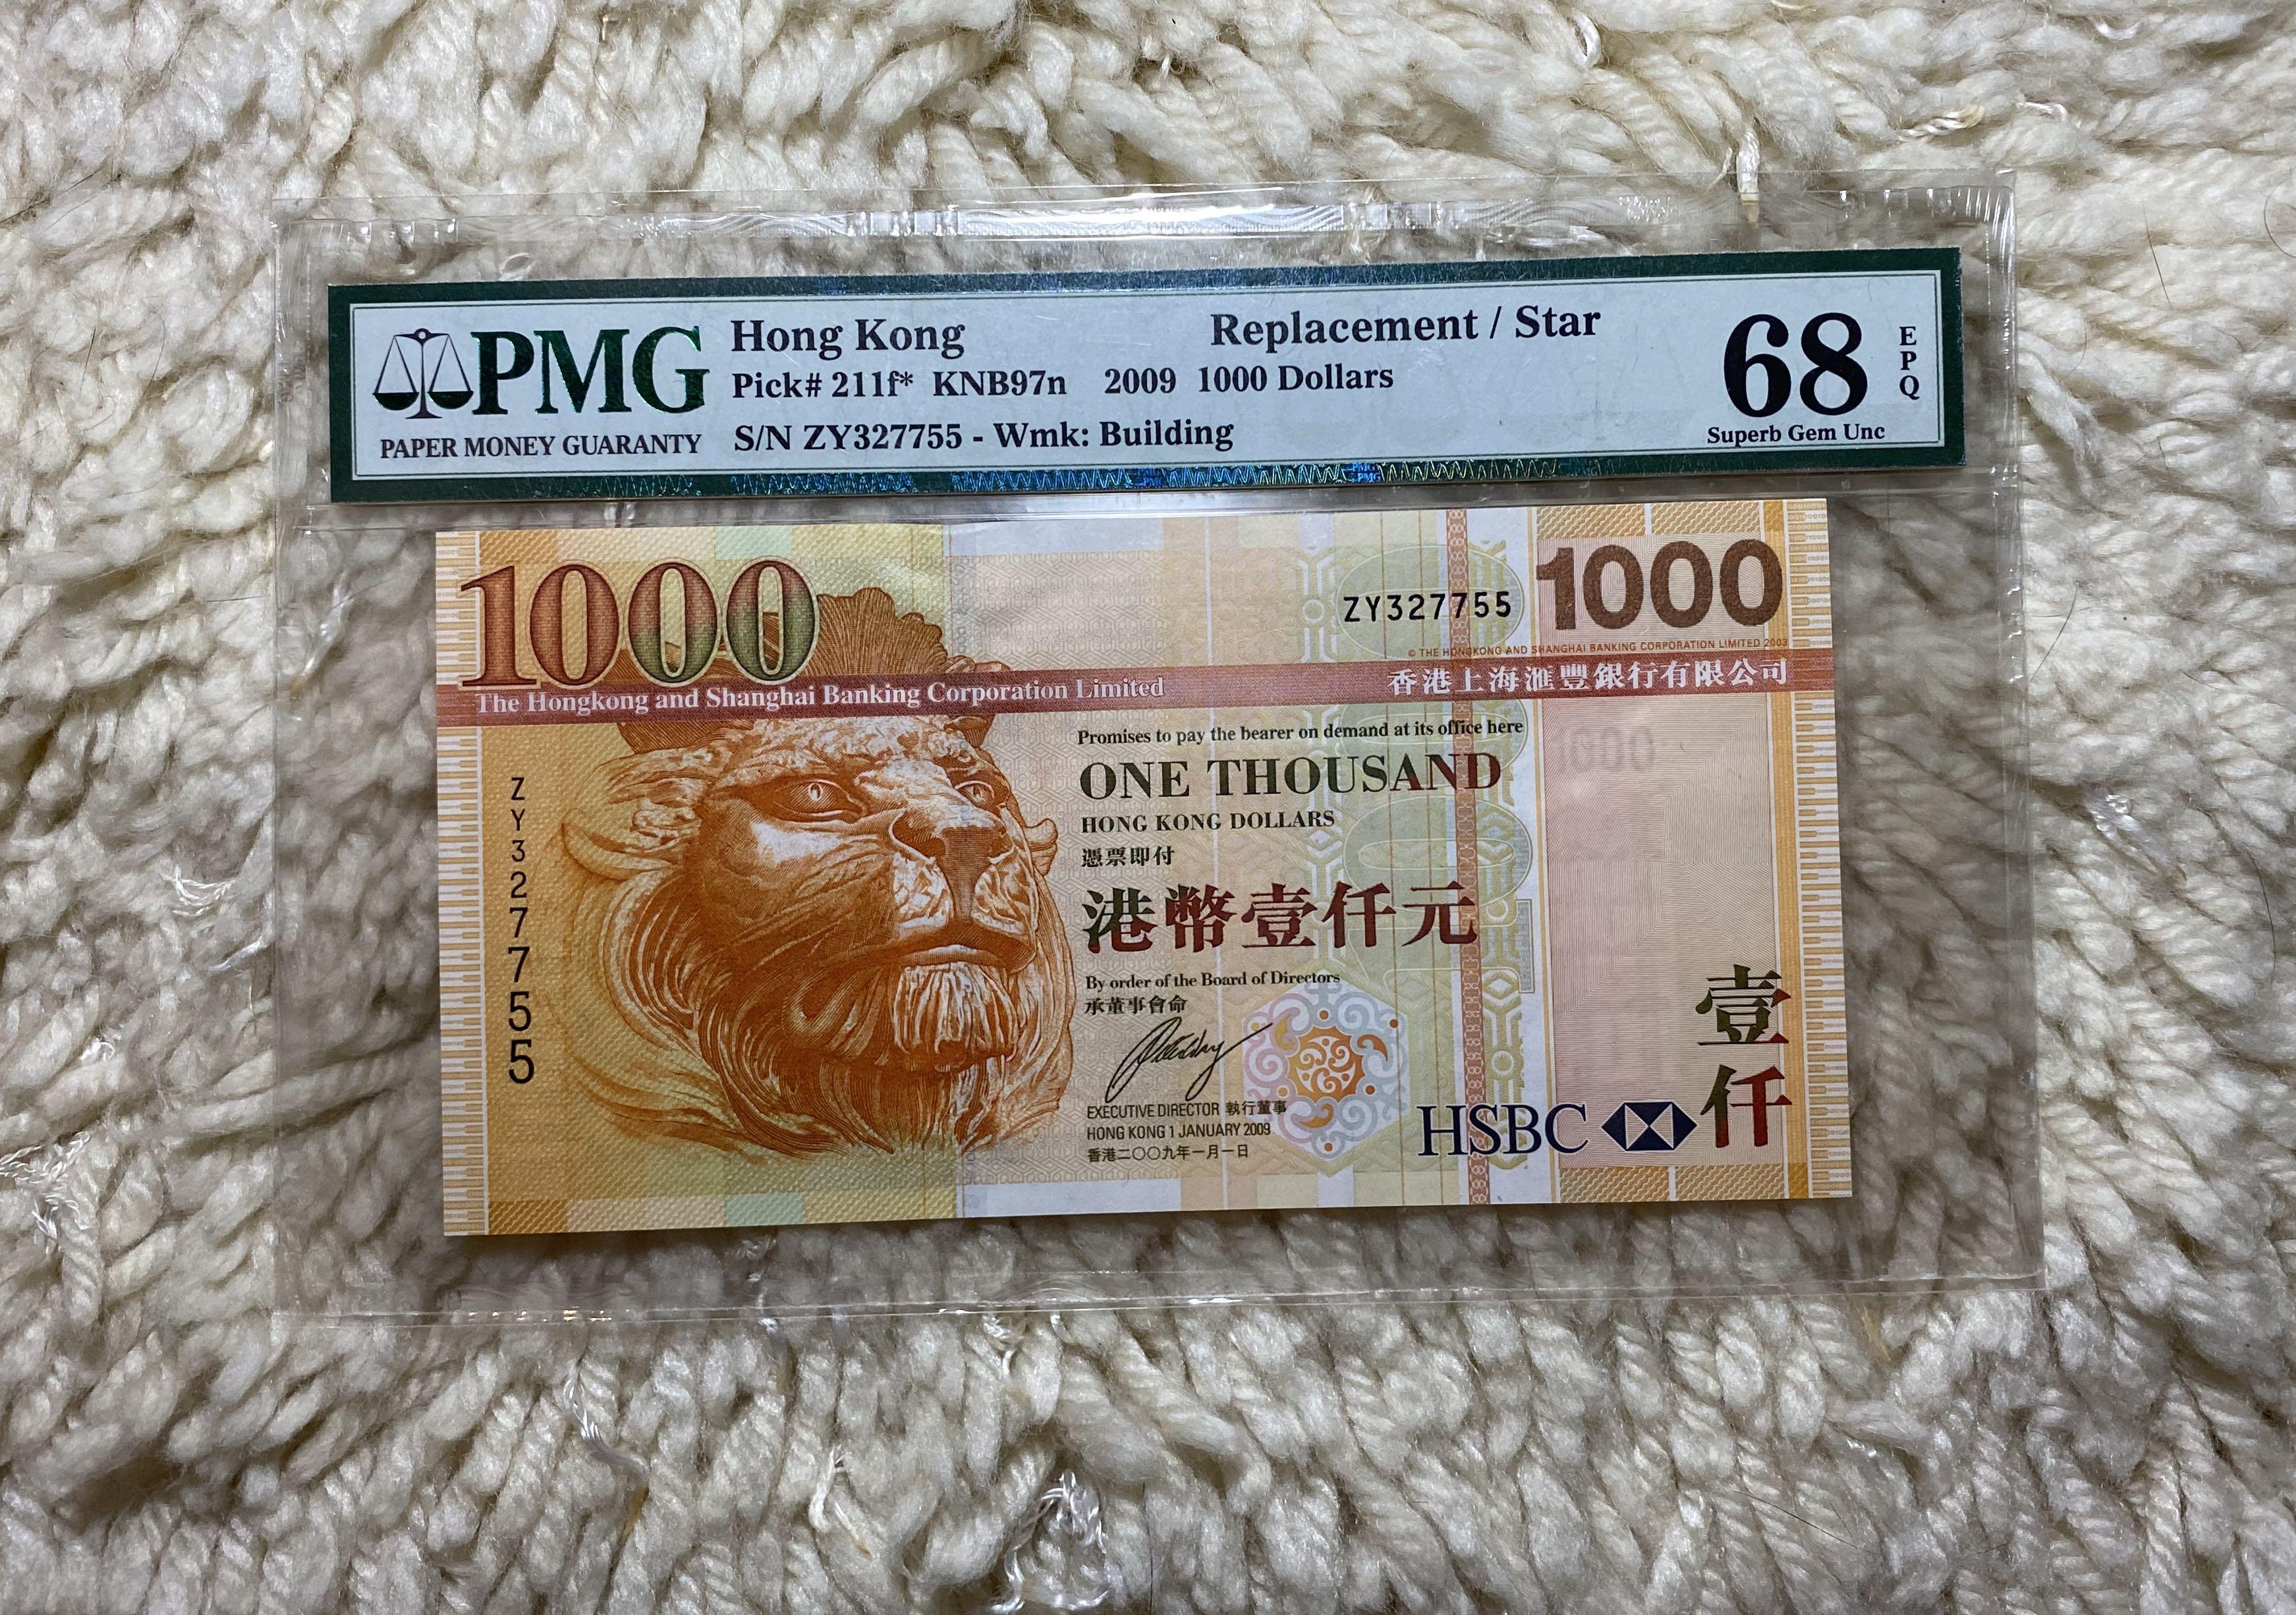 PMG
PAPER MONEY GUARANTY
Hong Kong Replacement / Star
Pick# 211f* KNB97n 2009 1000 Dollars
S/N ZY327755 - Wmk: Building
68
EPQ
Superb Gem Unc
1000
ZY327755
1000
© THE HONGKONG AND SHANGHAI BANKING CORPORATION LIMITED 2003
The Hongkong and Shanghai Banking Corporation Limited
香港上海滙豐銀行有限公司
Promises to pay the bearer on demand at its office here
ONE THOUSAND
HONG KONG DOLLARS
憑票即付
港幣壹仟元
By order of the Board of Directors
承董事會命
EXECUTIVE DIRECTOR 執行董事
HONG KONG 1 JANUARY 2009
香港二〇〇九年一月一日
ZY327755
HSBC
壹仟